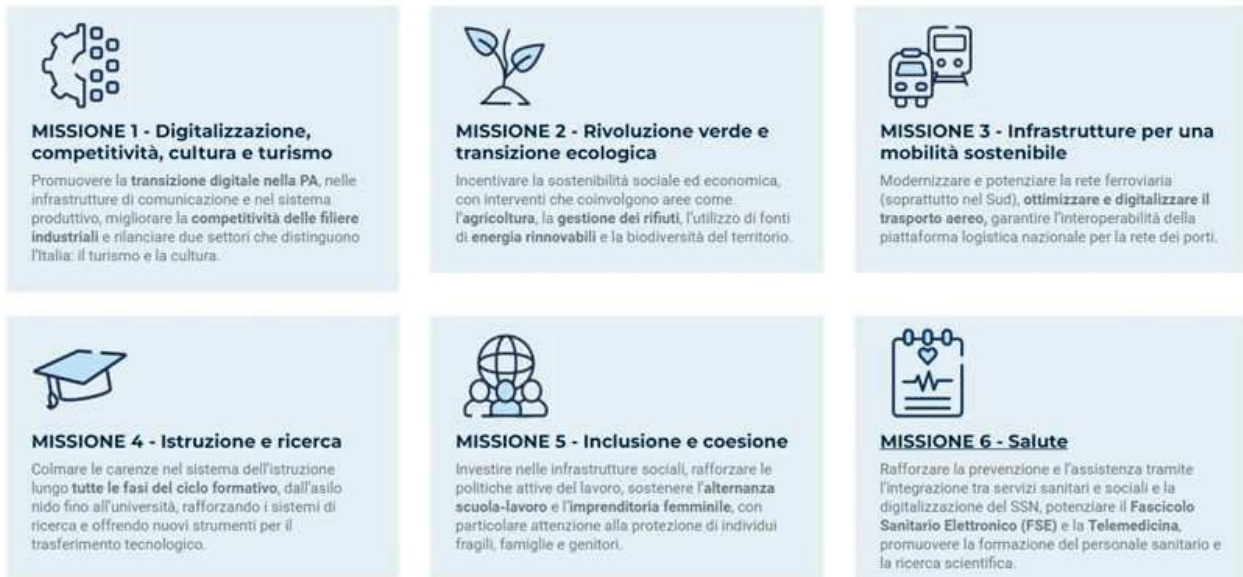 MISSIONE 1 - Digitalizzazione,
competitività, cultura e turismo
Promuovere la transizione digitale nella PA, nelle
infrastrutture di comunicazione e nel sistema
produttivo, migliorare la competitività delle filiere
industriali e rilanciare due settori che distinguono
l'Italia: il turismo e la cultura.
MISSIONE 2 - Rivoluzione verde e
transizione ecologica
Incentivare la sostenibilità sociale ed economica,
con interventi che coinvolgono aree come
l'agricoltura, la gestione dei rifiuti, l'utilizzo di fonti
di energia rinnovabili e la biodiversità del territorio.
MISSIONE 3 - Infrastrutture per una
mobilità sostenibile
Modernizzare e potenziare la rete ferroviaria
(soprattutto nel Sud), ottimizzare e digitalizzare il
trasporto aereo, garantire l'interoperabilità della
piattaforma logistica nazionale per la rete dei porti.
MISSIONE 4 - Istruzione e ricerca
Colmare le carenze nel sistema dell'istruzione
lungo tutte le fasi del ciclo formativo, dall'asilo
nido fino all'università, rafforzando i sistemi di
ricerca e offrendo nuovi strumenti per il
trasferimento tecnologico.
MISSIONE 5 - Inclusione e coesione
Investire nelle infrastrutture sociali, rafforzare le
politiche attive del lavoro, sostenere l'alternanza
scuola-lavoro e l'imprenditoria femminile, con
particolare attenzione alla protezione di individui
fragili, famiglie e genitori.
MISSIONE 6 - Salute
Rafforzare la prevenzione e l'assistenza tramite
l'integrazione tra servizi sanitari e sociali e la
digitalizzazione del SSN, potenziare il Fascicolo
Sanitario Elettronico (FSE) e la Telemedicina,
promuovere la formazione del personale sanitario e
la ricerca scientifica.